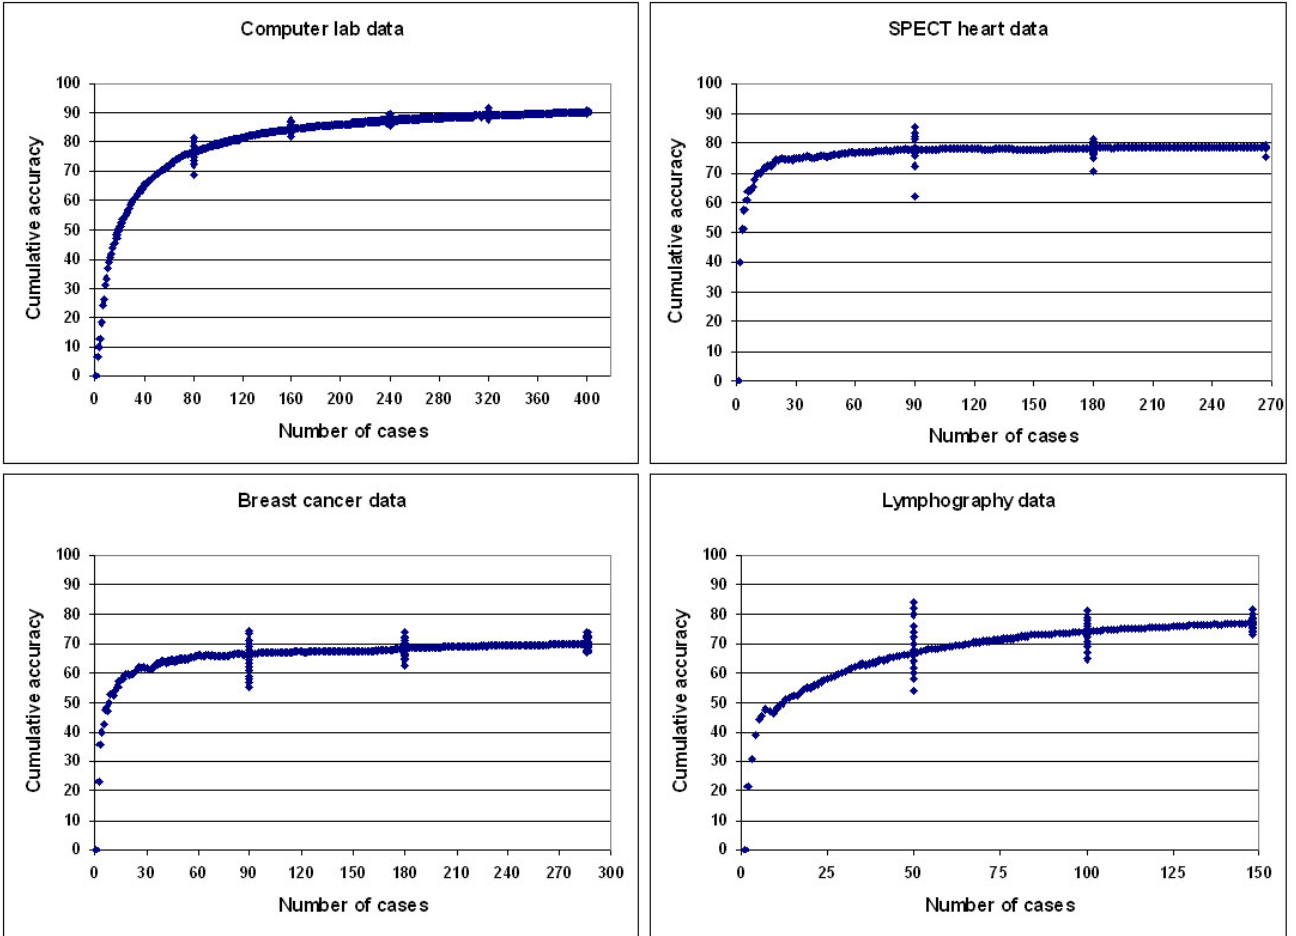 Computer lab data
Cumulative accuracy
100
90
80
70
60
50
40
30
20
10
0
0 40 80 120 160 200 240 280 320 360 400
Number of cases
SPECT heart data
Cumulative accuracy
100
90
80
70
60
50
40
30
20
10
0
0 30 60 90 120 150 180 210 240 270
Number of cases
Breast cancer data
Cumulative accuracy
100
90
80
70
60
50
40
30
20
10
0
0 30 60 90 120 150 180 210 240 270 300
Number of cases
Lymphography data
Cumulative accuracy
100
90
80
70
60
50
40
30
20
10
0
0 25 50 75 100 125 150
Number of cases